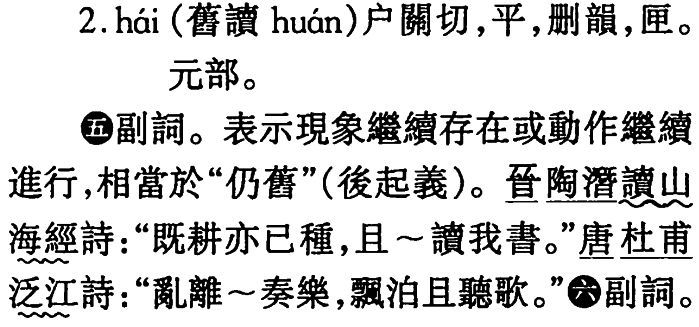 2. hái (舊讀 huán)户關切,平,删韻,匣。
元部。
㊄副詞。表示現象繼續存在或動作繼續
進行,相當於“仍舊”(後起義)。晉陶潛讀山
海經詩:“既耕亦已種,且～讀我書。”唐杜甫
泛江詩:“亂離～奏樂,飄泊且聽歌。”㊅副詞。